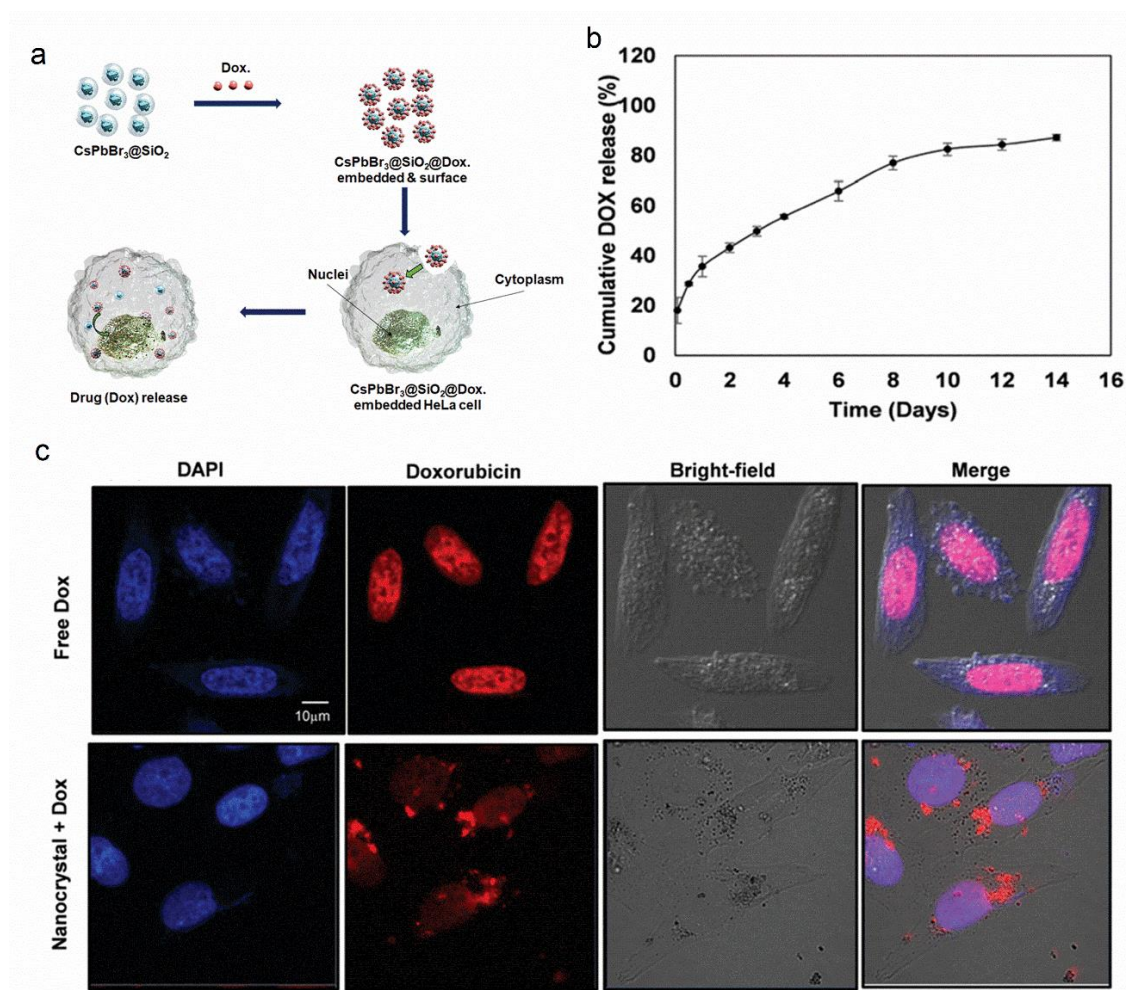 a
Dox.
CsPbBr₃@SiO₂
CsPbBr₃@SiO₂@Dox.
embedded & surface
Nuclei
Cytoplasm
Drug (Dox) release
CsPbBr₃@SiO₂@Dox.
embedded HeLa cell
b
Cumulative DOX release (%)
120
100
80
60
40
20
0
0 2 4 6 8 10 12 14 16
Time (Days)
c
DAPI Doxorubicin Bright-field Merge
Free Dox
10μm
Nanocrystal + Dox